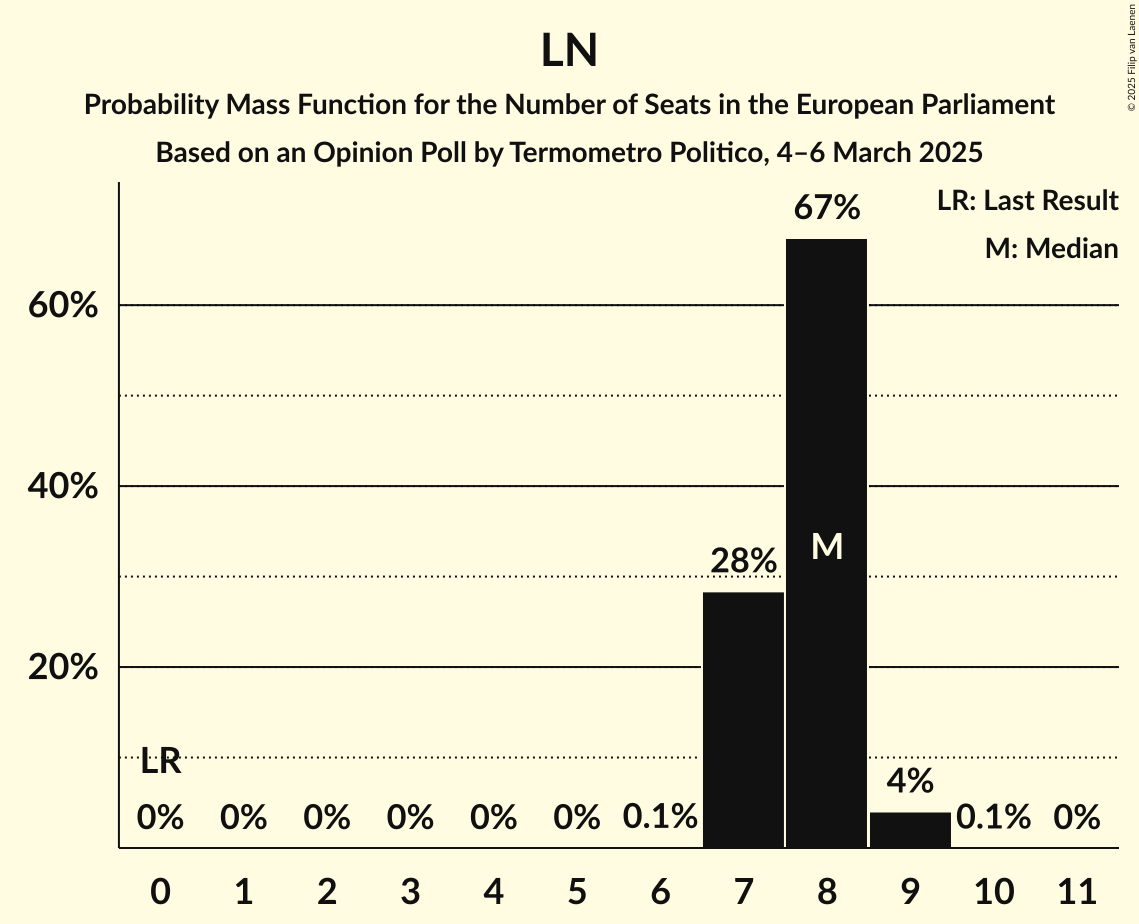 LN
Probability Mass Function for the Number of Seats in the European Parliament
Based on an Opinion Poll by Termometro Politico, 4–6 March 2025
© 2025 Filip van Laenen
LR: Last Result
M: Median
67%
60%
40%
M
28%
20%
LR
4%
0% 0% 0% 0% 0% 0% 0.1% 0.1% 0%
0 1 2 3 4 5 6 7 8 9 10 11